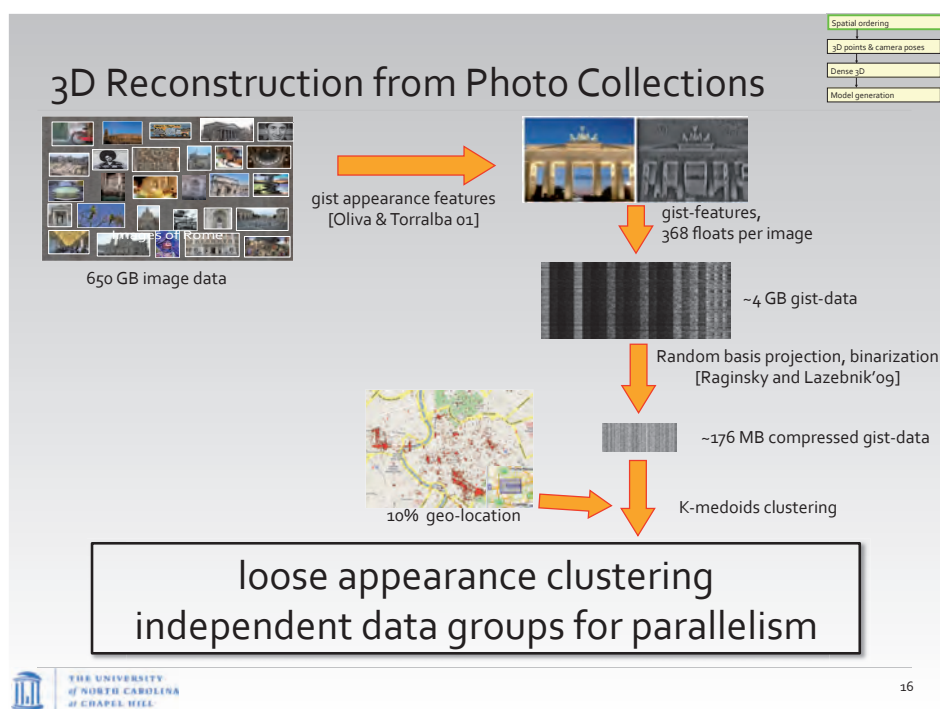 Spatial ordering
3D points & camera poses
Dense 3D
Model generation
3D Reconstruction from Photo Collections
gist appearance features
[Oliva & Torralba 01]
Images of Rome
650 GB image data
gist-features,
368 floats per image
~4 GB gist-data
Random basis projection, binarization
[Raginsky and Lazebnik'09]
~176 MB compressed gist-data
10% geo-location
K-medoids clustering
loose appearance clustering
independent data groups for parallelism
THE UNIVERSITY
of NORTH CAROLINA
at CHAPEL HILL
16